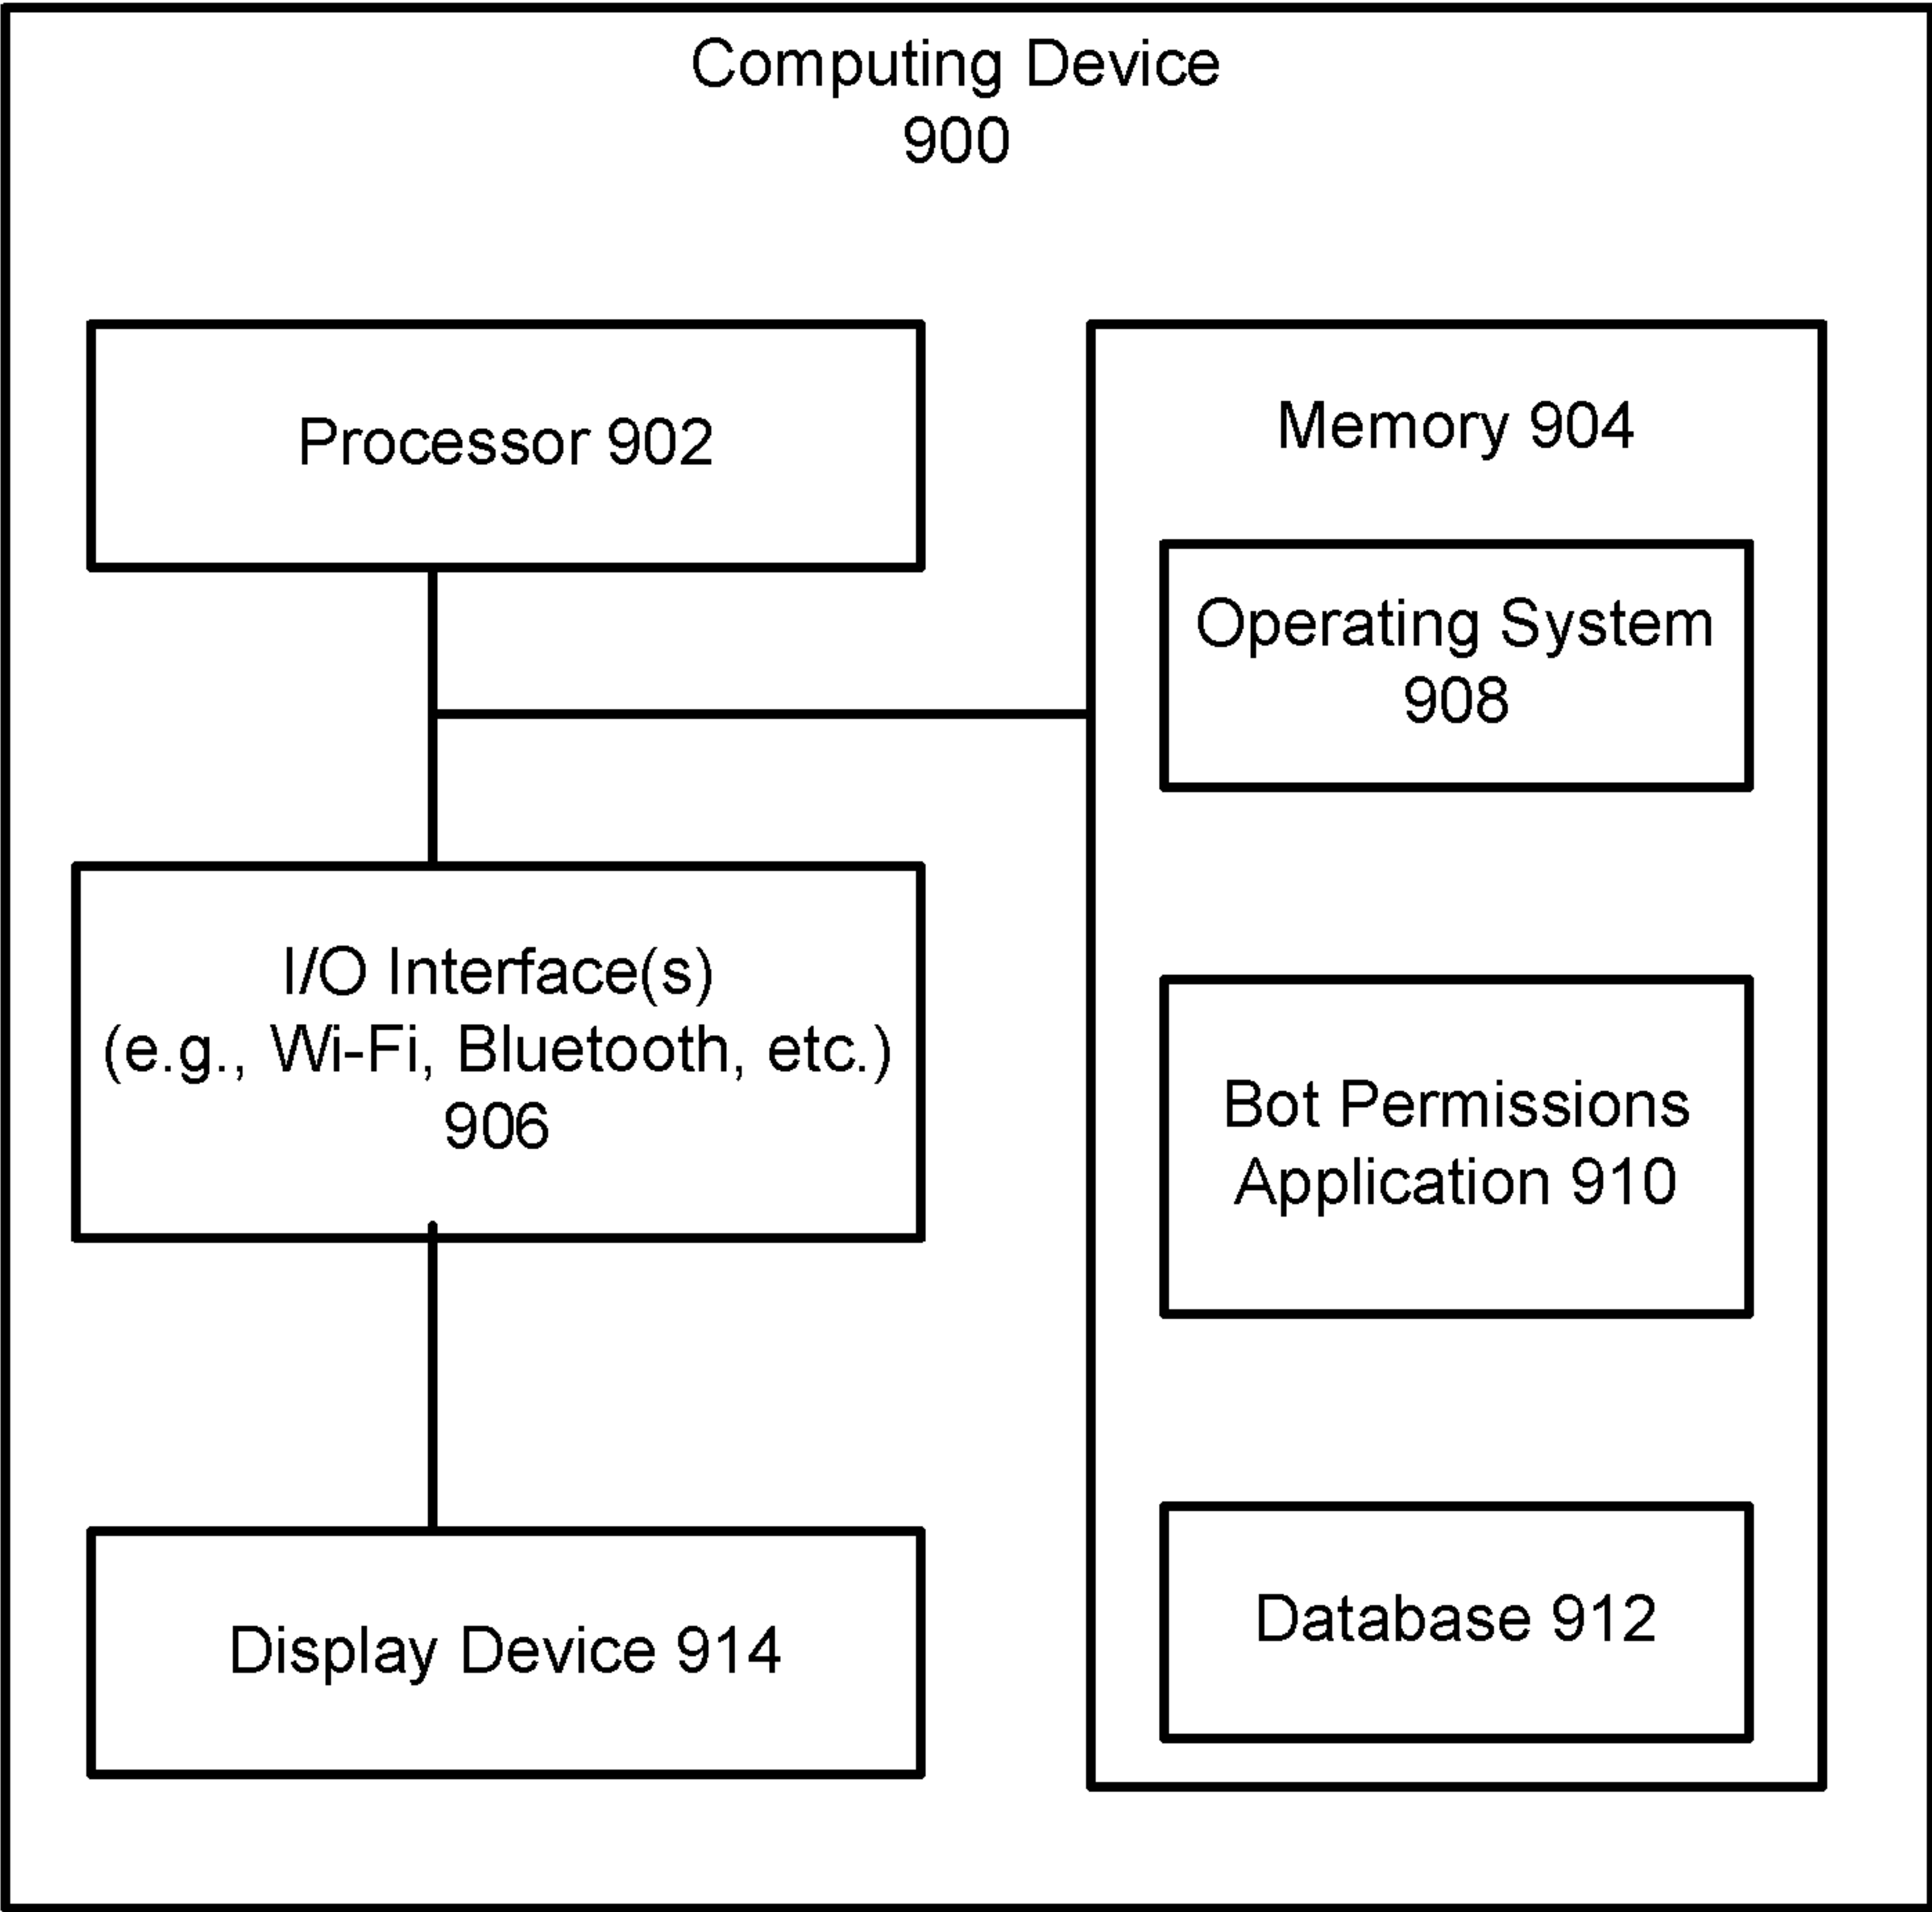 Computing Device
900
Processor 902
Memory 904
Operating System
908
I/O Interface(s)
(e.g., Wi-Fi, Bluetooth, etc.)
906
Bot Permissions
Application 910
Display Device 914
Database 912